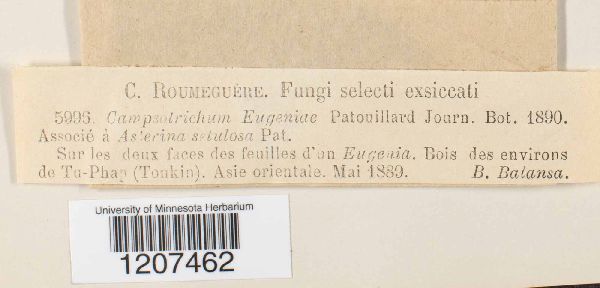 C. ROUMEGUÈRE. Fungi selecti exsiccati
5996. Campsotrichum Eugeniae Patouillard Journ. Bot. 1890.
Associé à Asterina setulosa Pat.
Sur les deux faces des feuilles d'un Eugenia. Bois des environs
de Tu-Phap (Tonkin). Asie orientale. Mai 1889. B. Balansa.
University of Minnesota Herbarium
1207462